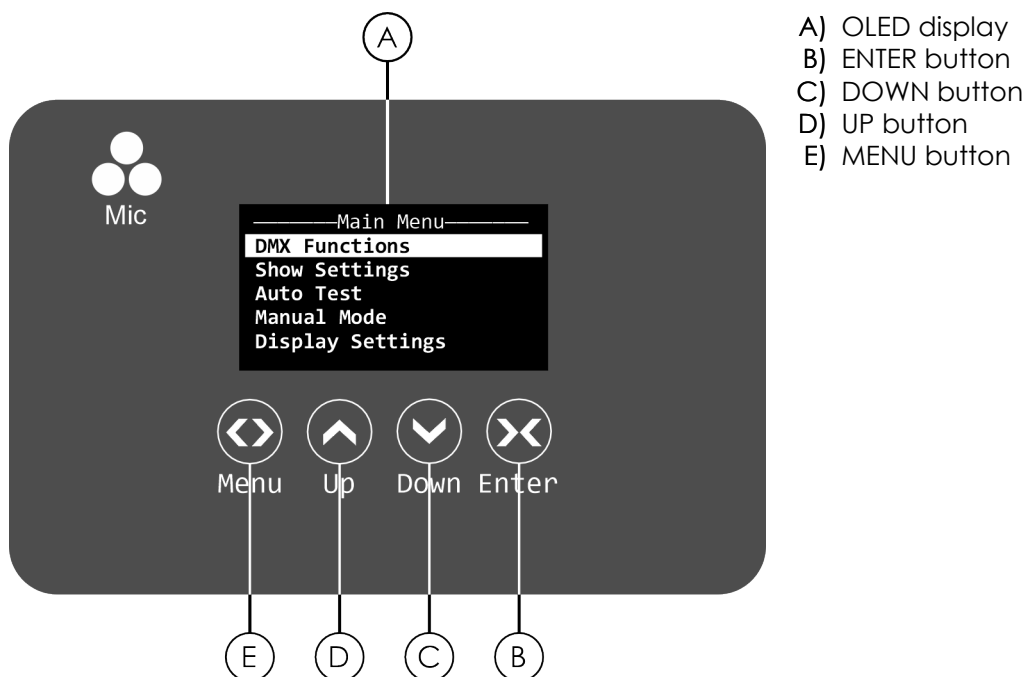 A
A) OLED display
B) ENTER button
C) DOWN button
D) UP button
E) MENU button
Mic
Main Menu
DMX Functions
Show Settings
Auto Test
Manual Mode
Display Settings
Menu Up Down Enter
E D C B